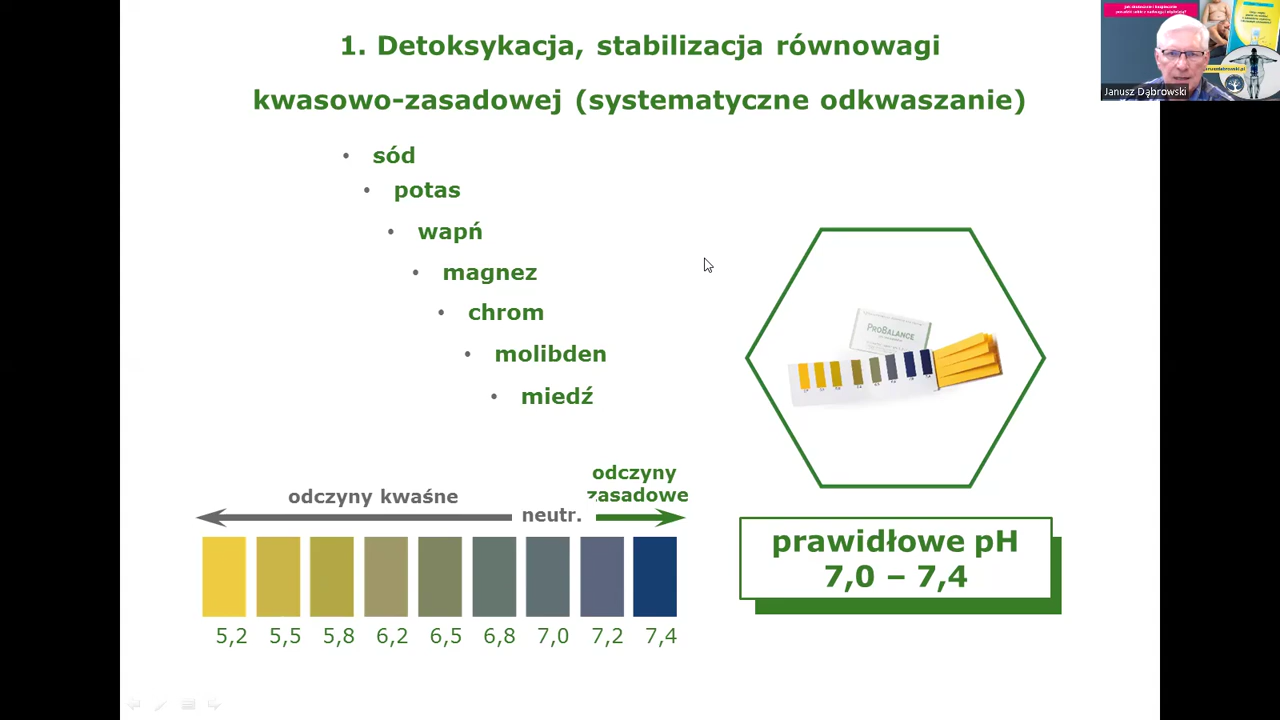 1. Detoksykacja, stabilizacja równowagi
kwasowo-zasadowej (systematyczne odkwaszanie)
• sód
• potas
• wapń
• magnez
• chrom
• molibden
• miedź
odczyny kwaśne
neutr.
odczyny
zasadowe
5,2 5,5 5,8 6,2 6,5 6,8 7,0 7,2 7,4
PROBALANCE
prawidłowe pH
7,0 – 7,4
Janusz Dąbrowski